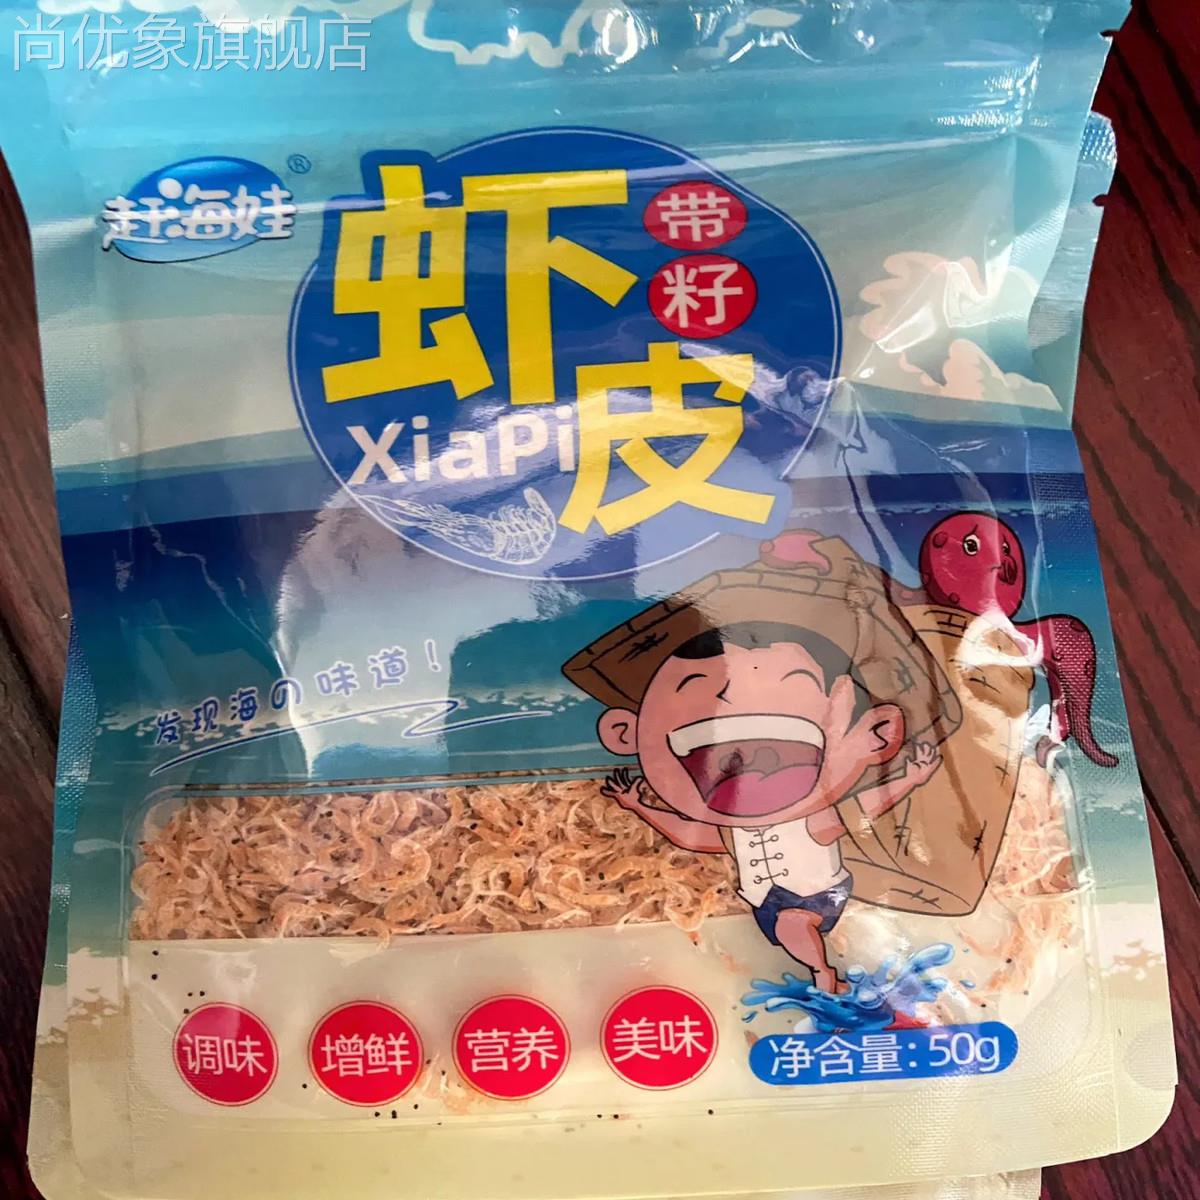 尚优象旗舰店
赶海娃®
虾皮
带籽
XiaPi
发现海の味道！
调味
增鲜
营养
美味
净含量：50g